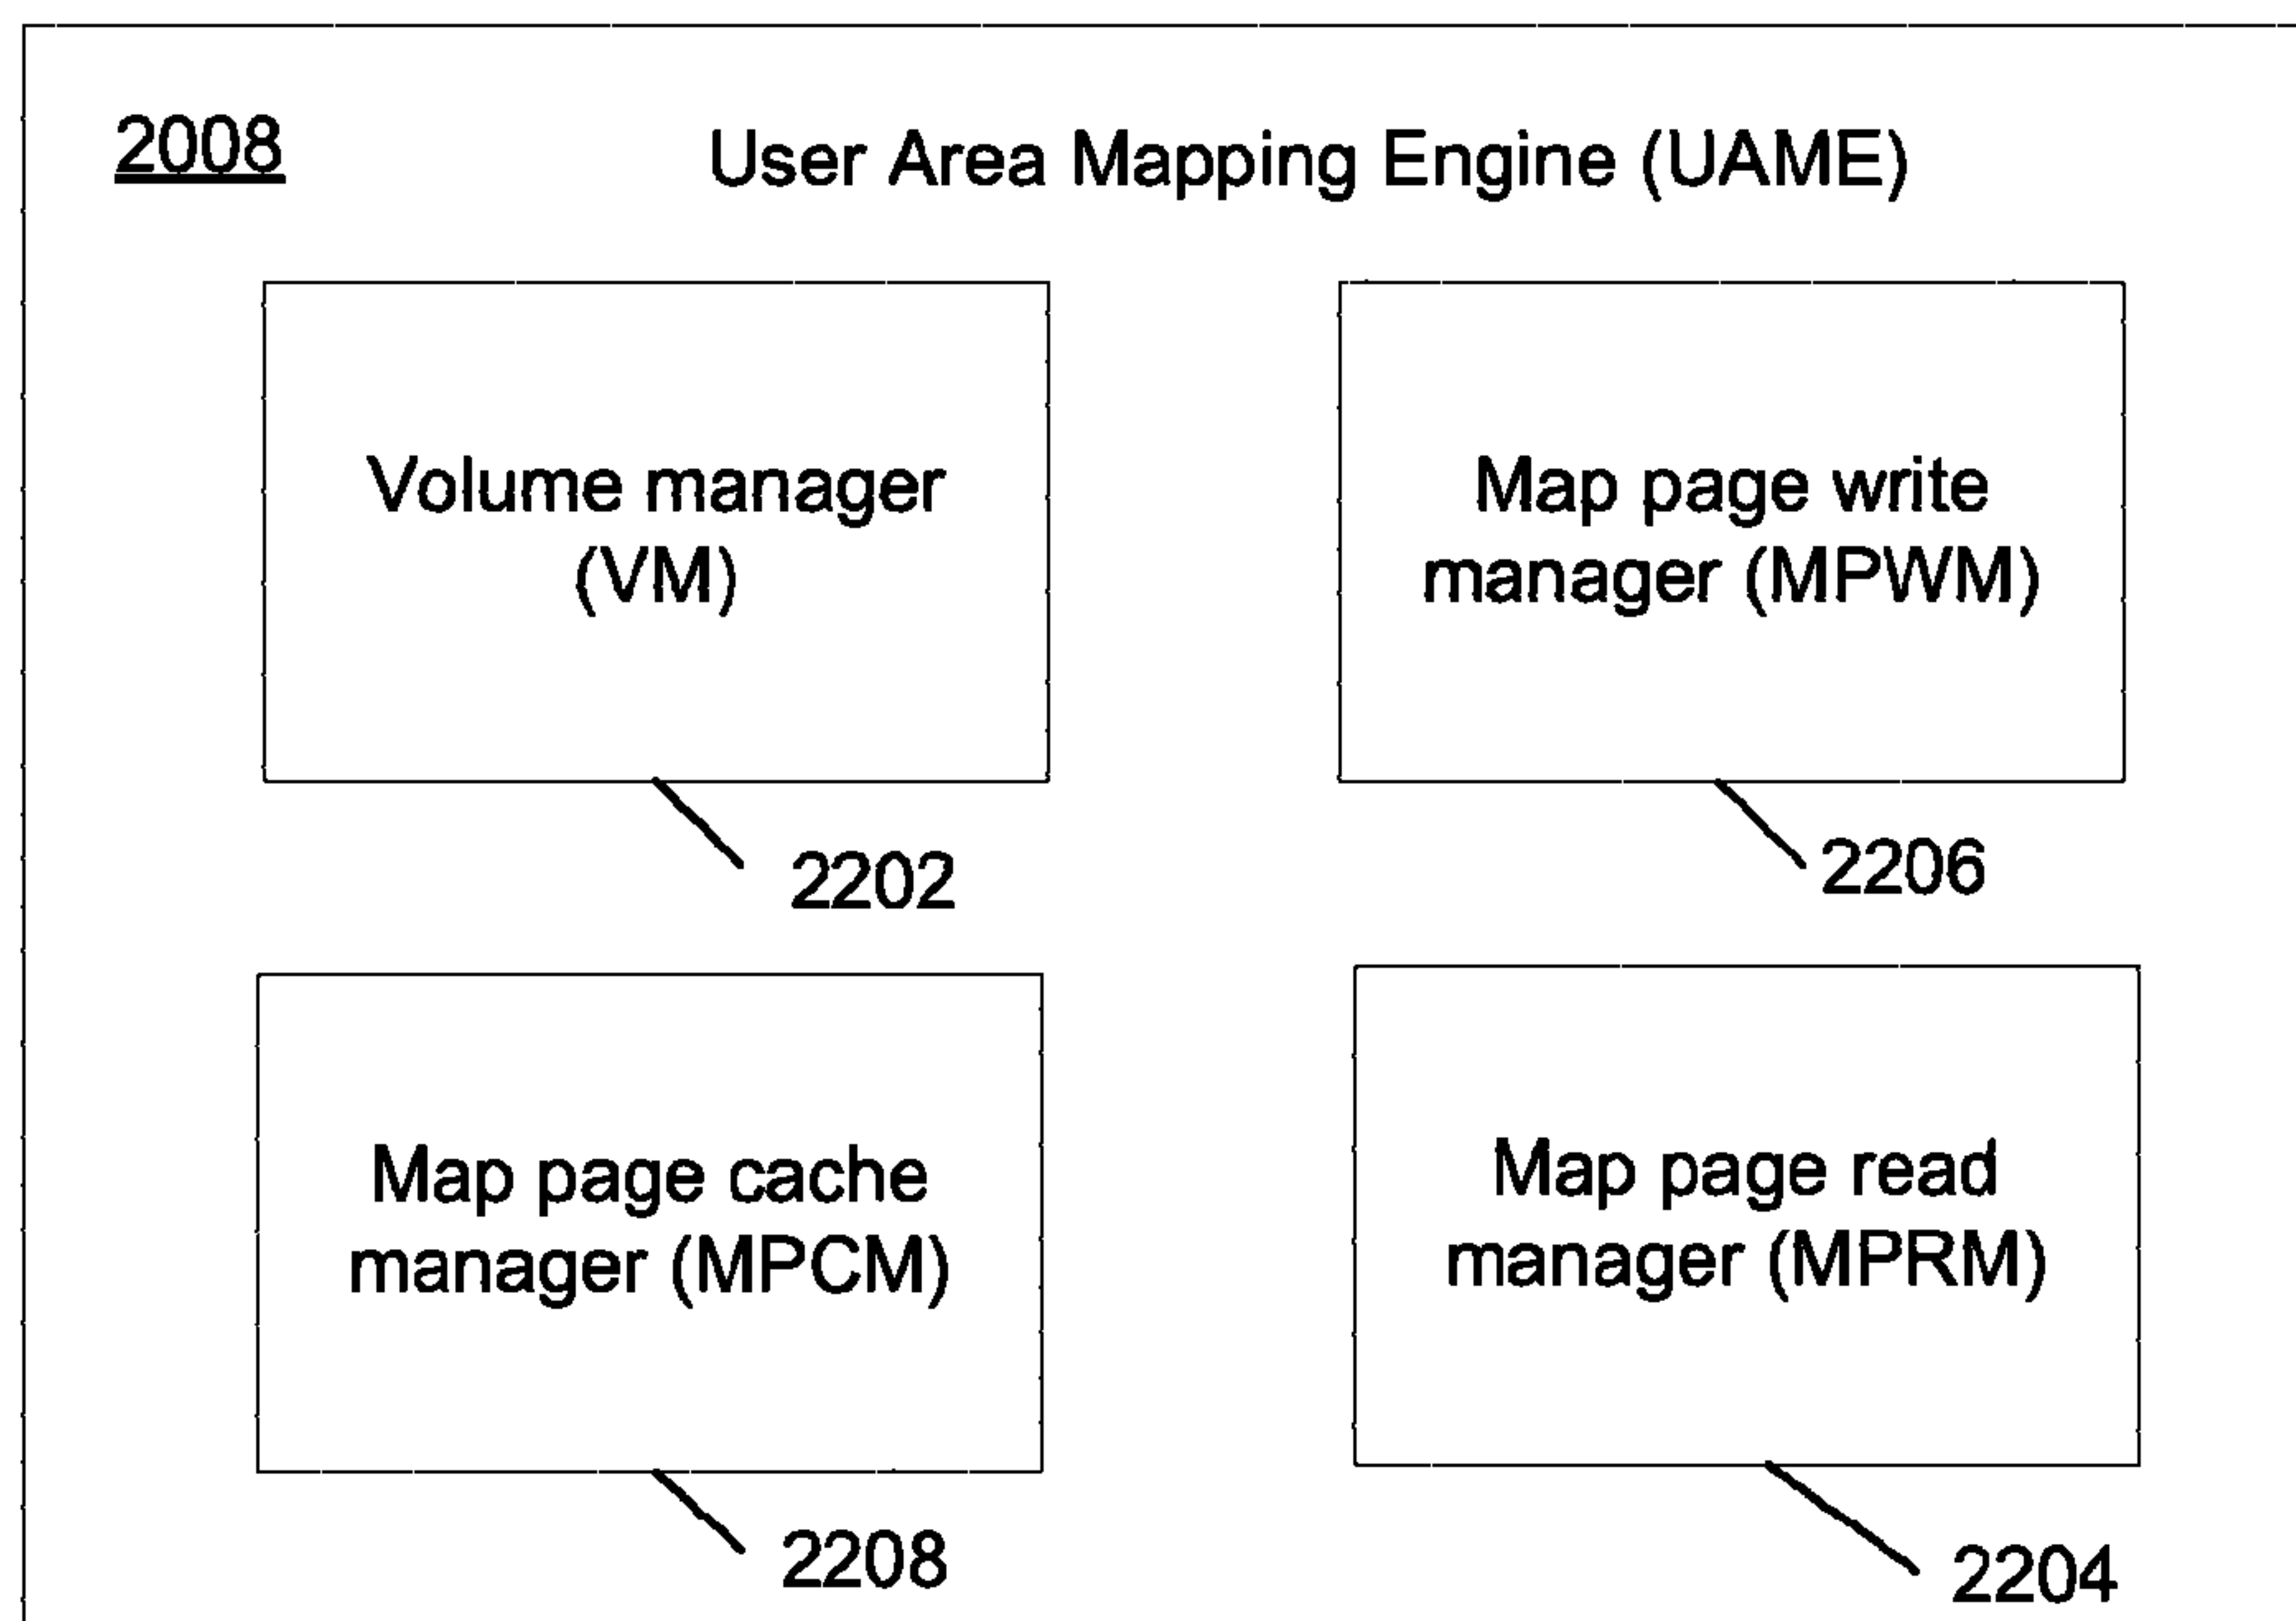 2008
User Area Mapping Engine (UAME)
Volume manager
(VM)
2202
Map page write
manager (MPWM)
2206
Map page cache
manager (MPCM)
2208
Map page read
manager (MPRM)
2204